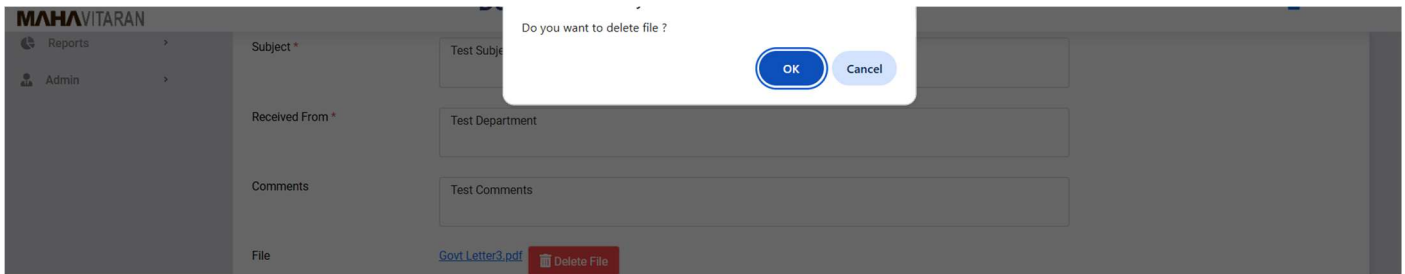 MAHAVITARAN
Do you want to delete file ?
OK Cancel
Reports
Admin
Subject *
Test Subje
Received From *
Test Department
Comments
Test Comments
File
Govt Letter3.pdf Delete File